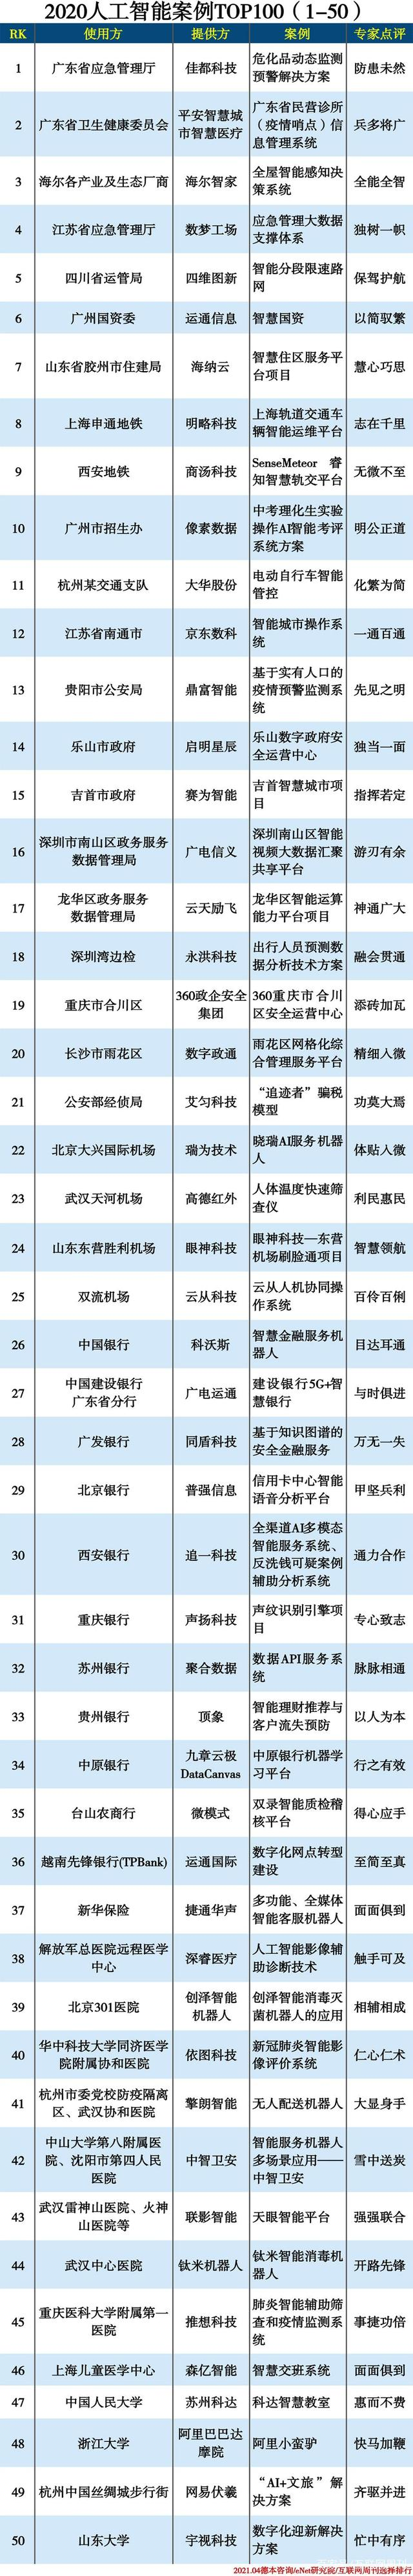 2020人工智能案例TOP100（1-50）
RK 使用方 提供方 案例 专家点评
1 广东省应急管理厅 佳都科技 危化品动态监测
预警解决方案 防患未然
2 广东省卫生健康委员会 平安智慧城
市智慧医疗 广东省民营诊所
（疫情哨点）信
息管理系统 兵多将广
3 海尔各产业及生态厂商 海尔智家 全屋智能感知决
策系统 全能全智
4 江苏省应急管理厅 数梦工场 应急管理大数据
支撑体系 独树一帜
5 四川省运管局 四维图新 智能分段限速路
网 保驾护航
6 广州国资委 运通信息 智慧国资 以简驭繁
7 山东省胶州市住建局 海纳云 智慧住区服务平
台项目 慧心巧思
8 上海申通地铁 明略科技 上海轨道交通车
辆智能运维平台 志在千里
9 西安地铁 商汤科技 SenseMeteor 睿
知智慧轨交平台 无微不至
10 广州市招生办 像素数据 中考理化生实验
操作AI智能考评
系统方案 明公正道
11 杭州某交通支队 大华股份 电动自行车智能
管控 化繁为简
12 江苏省南通市 京东数科 智能城市操作系
统 一通百通
13 贵阳市公安局 鼎富智能 基于实有人口的
疫情预警监测系
统 先见之明
14 乐山市政府 启明星辰 乐山数字政府安
全运营中心 独当一面
15 吉首市政府 赛为智能 吉首智慧城市项
目 指挥若定
16 深圳市南山区政务服务
数据管理局 广电信义 深圳南山区智能
视频大数据汇聚
共享平台 游刃有余
17 龙华区政务服务
数据管理局 云天励飞 龙华区智能运算
能力平台项目 神通广大
18 深圳湾边检 永洪科技 出行人员预测数
据分析技术方案 融会贯通
19 重庆市合川区 360政企安全
集团 360重庆市合川
区安全运营中心 添砖加瓦
20 长沙市雨花区 数字政通 雨花区网格化综
合管理服务平台 精细入微
21 公安部经侦局 艾匀科技 “追迹者”骗税
模型 功莫大焉
22 北京大兴国际机场 瑞为技术 晓瑞AI服务机器
人 体贴入微
23 武汉天河机场 高德红外 人体温度快速筛
查仪 利民惠民
24 山东东营胜利机场 眼神科技 眼神科技—东营
机场刷脸通项目 智慧领航
25 双流机场 云从科技 云从人机协同操
作系统 百伶百俐
26 中国银行 科沃斯 智慧金融服务机
器人 目达耳通
27 中国建设银行
广东省分行 广电运通 建设银行5G+智
慧银行 与时俱进
28 广发银行 同盾科技 基于知识图谱的
安全金融服务 万无一失
29 北京银行 普强信息 信用卡中心智能
语音分析平台 甲坚兵利
30 西安银行 追一科技 全渠道AI多模态
智能服务系统、
反洗钱可疑案例
辅助分析系统 通力合作
31 重庆银行 声扬科技 声纹识别引擎项
目 专心致志
32 苏州银行 聚合数据 数据API服务系
统 脉脉相通
33 贵州银行 顶象 智能理财推荐与
客户流失预防 以人为本
34 中原银行 九章云极
DataCanvas 中原银行机器学
习平台 行之有效
35 台山农商行 微模式 双录智能质检稽
核平台 得心应手
36 越南先锋银行(TPBank) 运通国际 数字化网点转型
建设 至简至真
37 新华保险 捷通华声 多功能、全媒体
智能客服机器人 面面俱到
38 解放军总医院远程医学
中心 深睿医疗 人工智能影像辅
助诊断技术 触手可及
39 北京301医院 创泽智能
机器人 创泽智能消毒灭
菌机器人的应用 相辅相成
40 华中科技大学同济医学
院附属协和医院 依图科技 新冠肺炎智能影
像评价系统 仁心仁术
41 杭州市委党校防疫隔离
区、武汉协和医院 擎朗智能 无人配送机器人 大显身手
42 中山大学第八附属医
院、沈阳市第四人民
医院 中智卫安 智能服务机器人
多场景应用——
中智卫安 雪中送炭
43 武汉雷神山医院、火神
山医院等 联影智能 天眼智能平台 强强联合
44 武汉中心医院 钛米机器人 钛米智能消毒机
器人 开路先锋
45 重庆医科大学附属第一
医院 推想科技 肺炎智能辅助筛
查和疫情监测系
统 事捷功倍
46 上海儿童医学中心 森亿智能 智慧交班系统 面面俱到
47 中国人民大学 苏州科达 科达智慧教室 惠而不费
48 浙江大学 阿里巴巴达
摩院 阿里小蛮驴 快马加鞭
49 杭州中国丝绸城步行街 网易伏羲 “AI+文旅”解
决方案 齐驱并进
50 山东大学 宇视科技 数字化迎新解决
方案 忙中有序
2021.04德本咨询/eNet研究院/互联网周刊选择排行